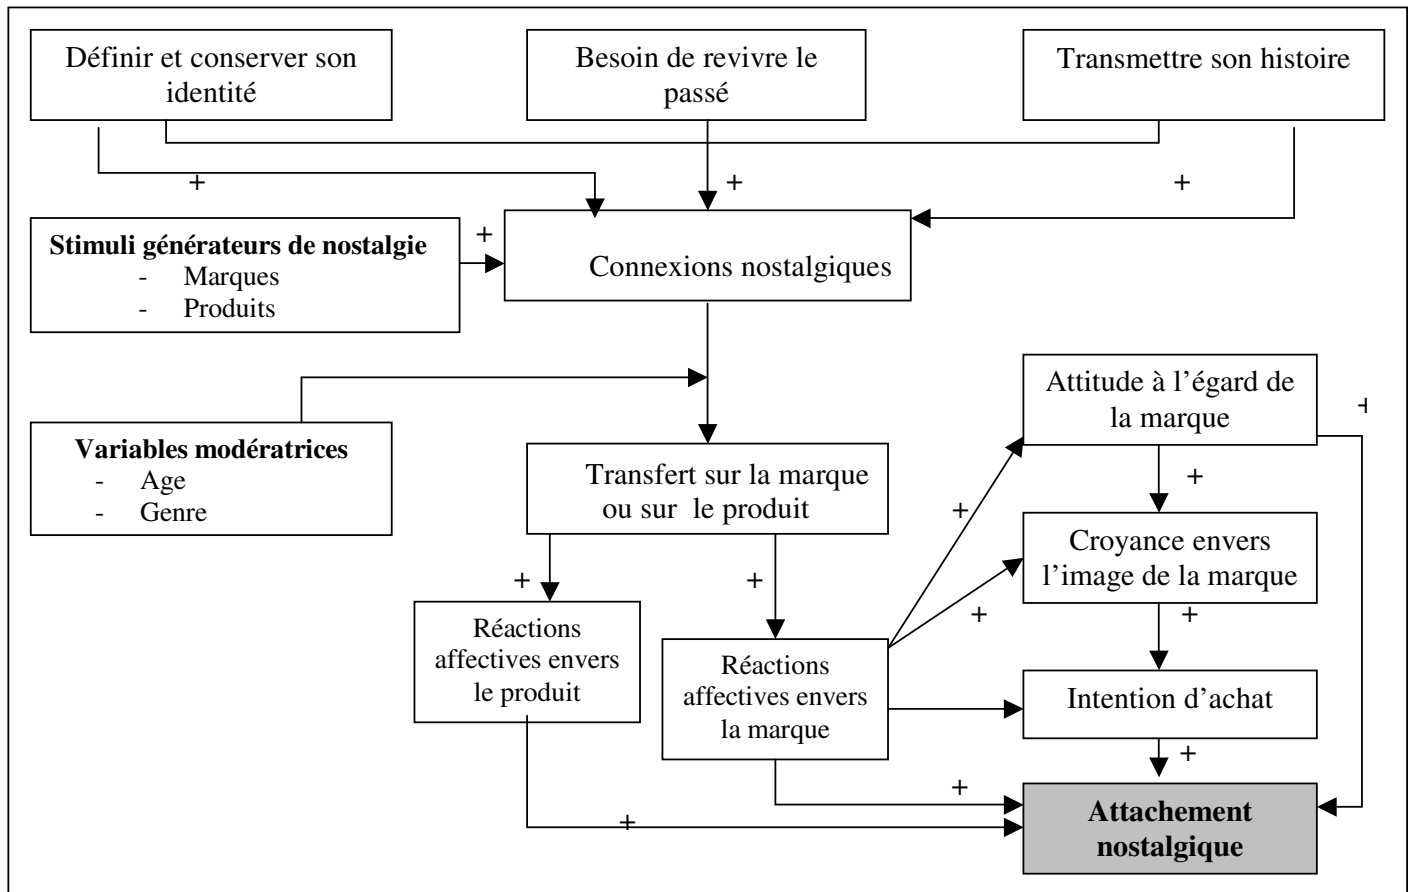 Définir et conserver son
identité
Besoin de revivre le
passé
Transmettre son histoire
+
+
+
Stimuli générateurs de nostalgie
- Marques
- Produits
+
Connexions nostalgiques
Variables modératrices
- Age
- Genre
Transfert sur la marque
ou sur le produit
Attitude à l'égard de
la marque
+
+
+
Croyance envers
l'image de la marque
+
+
+
+
Réactions
affectives envers
le produit
Réactions
affectives envers
la marque
Intention d'achat
+
+
+
Attachement
nostalgique